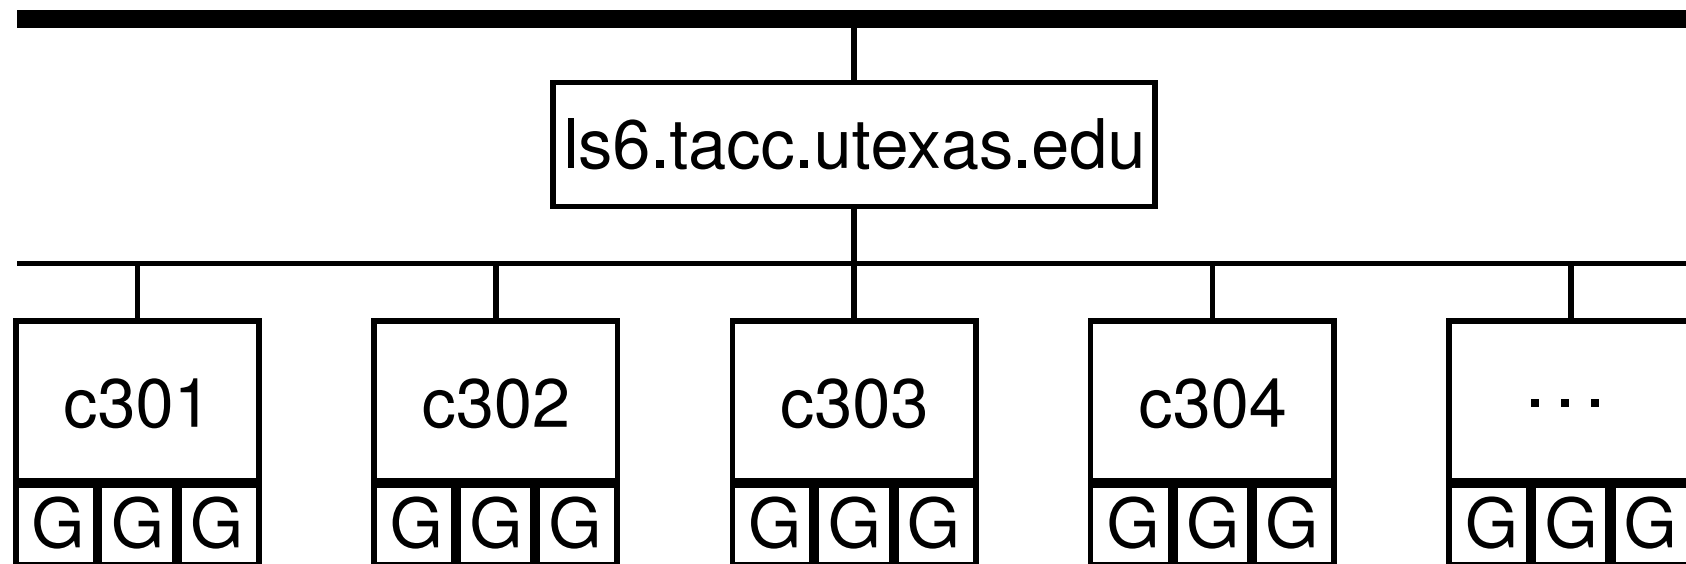 ls6.tacc.utexas.edu
c301 c302 c303 c304 ...
G G G G G G G G G G G G G G G